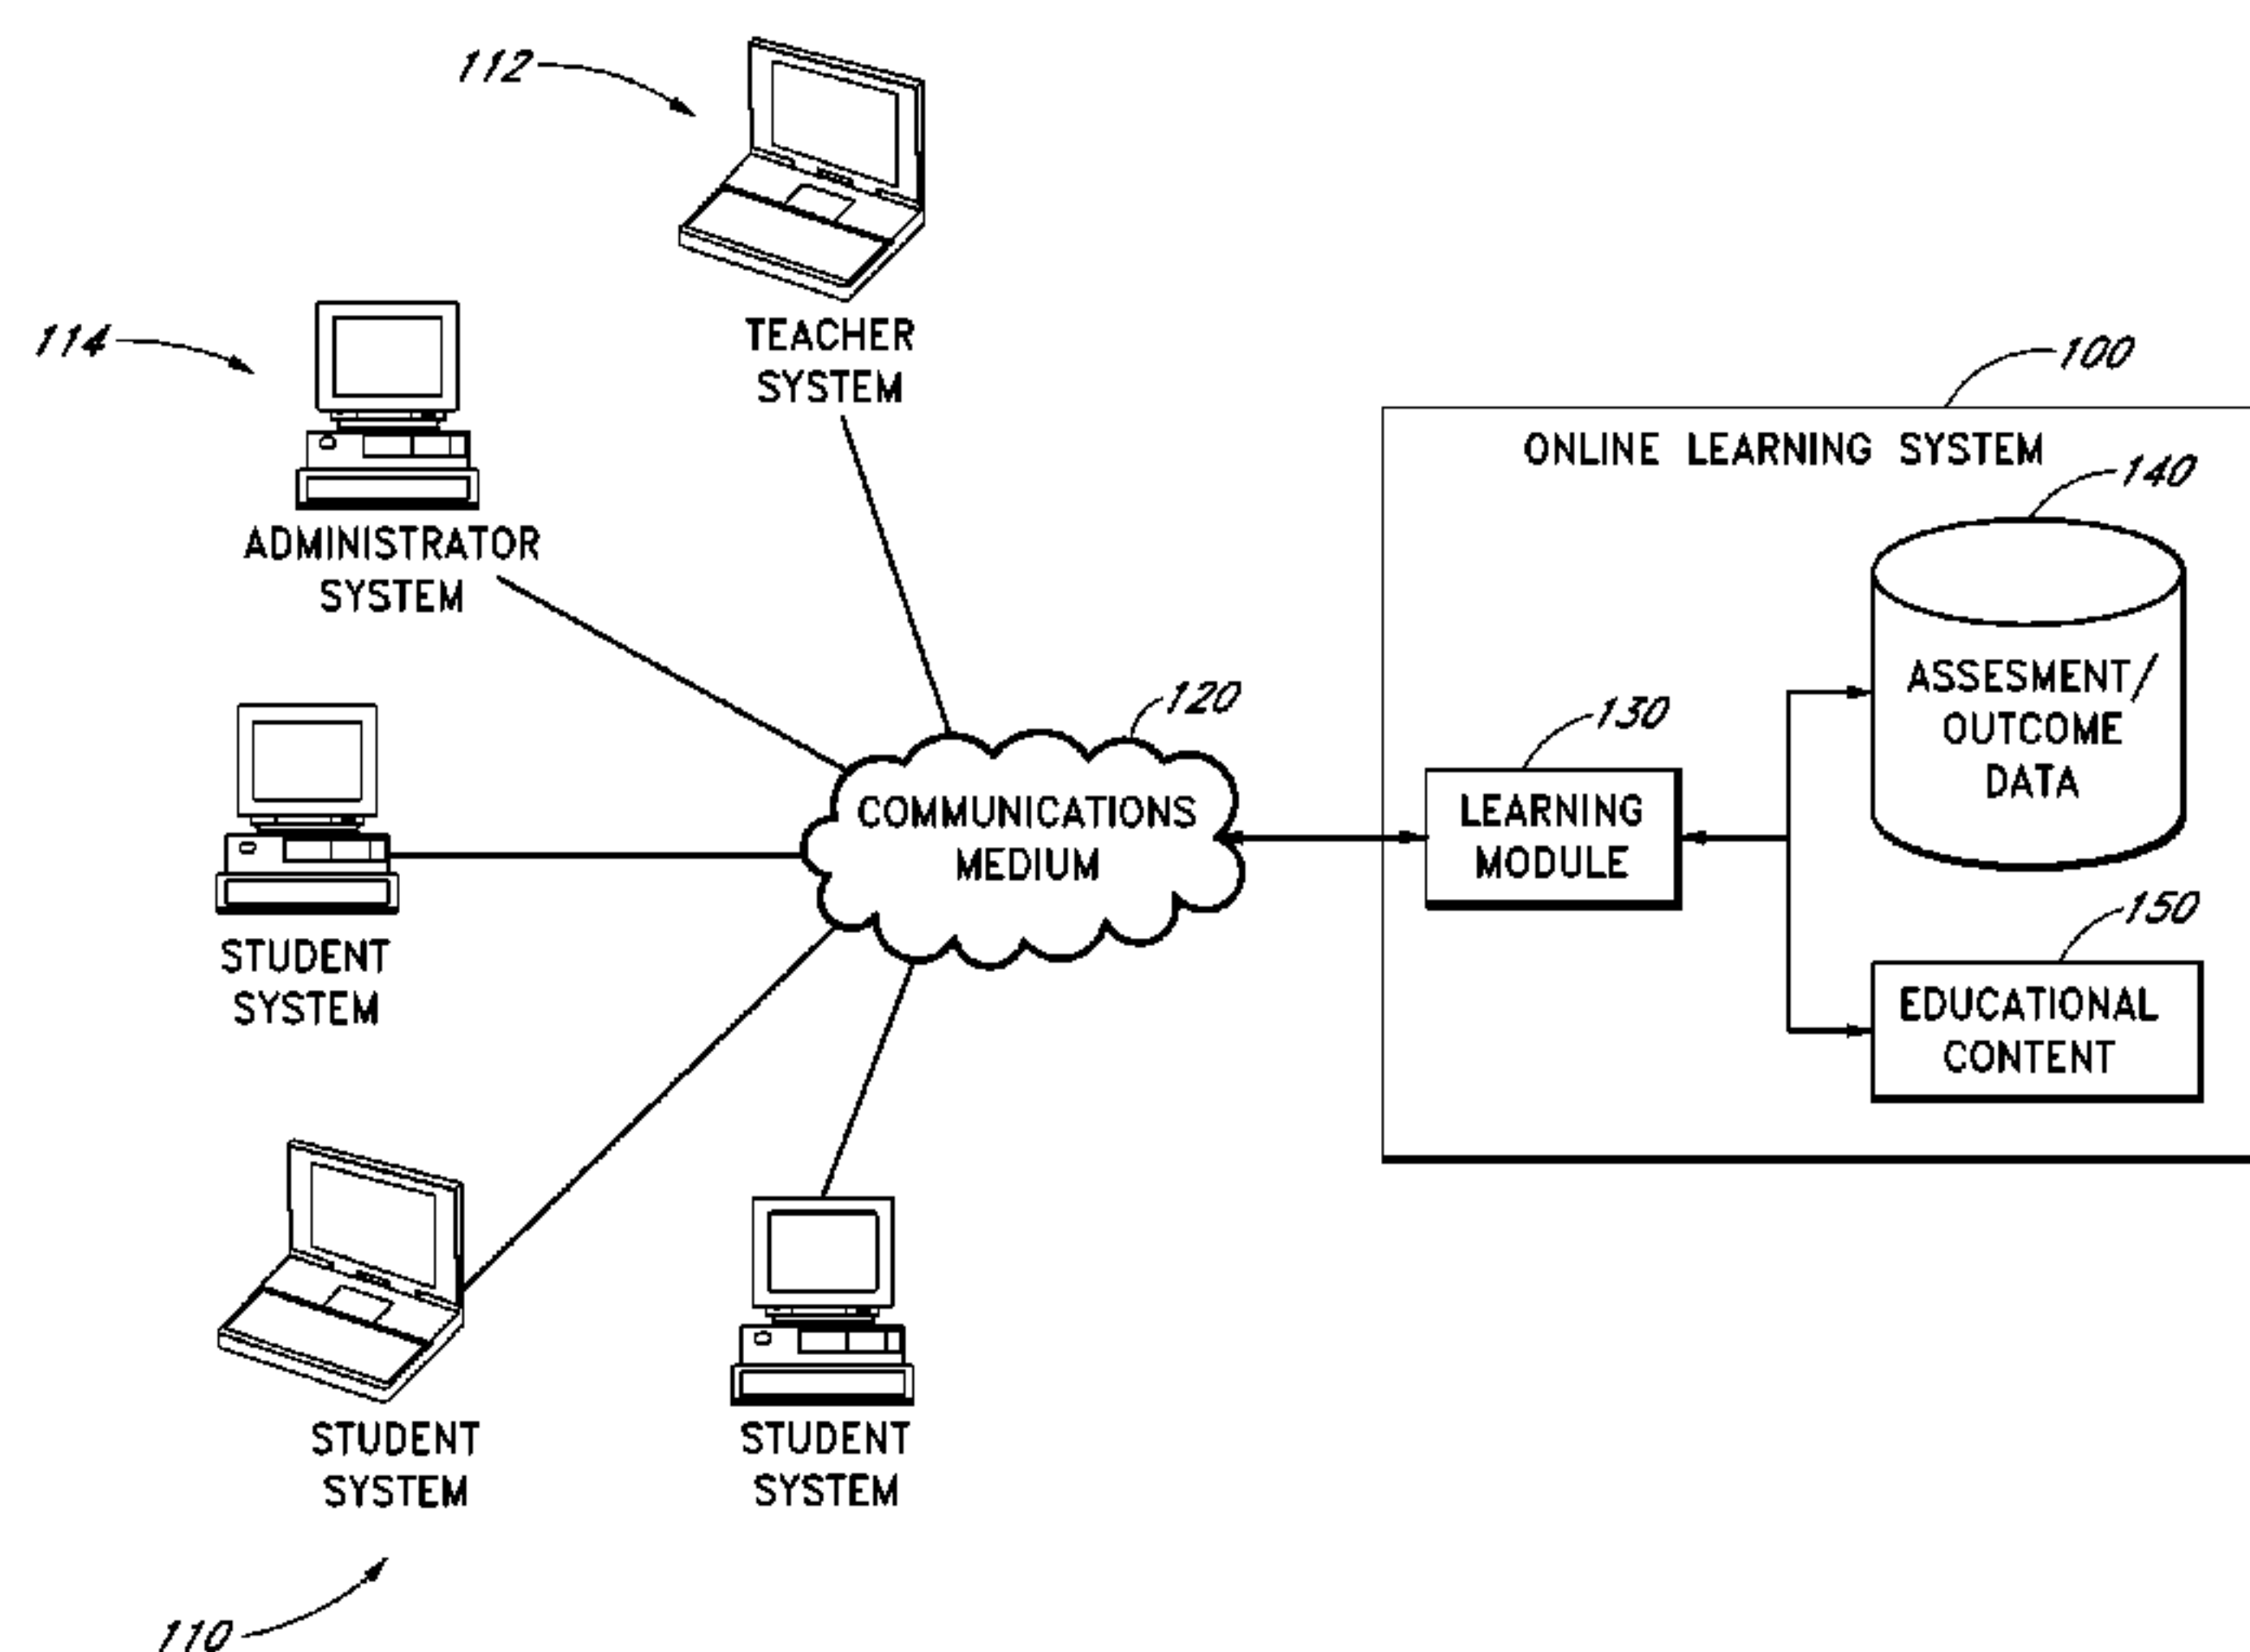 112
TEACHER
SYSTEM
114
ADMINISTRATOR
SYSTEM
100
ONLINE LEARNING SYSTEM
140
ASSESMENT/
OUTCOME
DATA
120
COMMUNICATIONS
MEDIUM
130
LEARNING
MODULE
150
EDUCATIONAL
CONTENT
STUDENT
SYSTEM
STUDENT
SYSTEM
STUDENT
SYSTEM
110